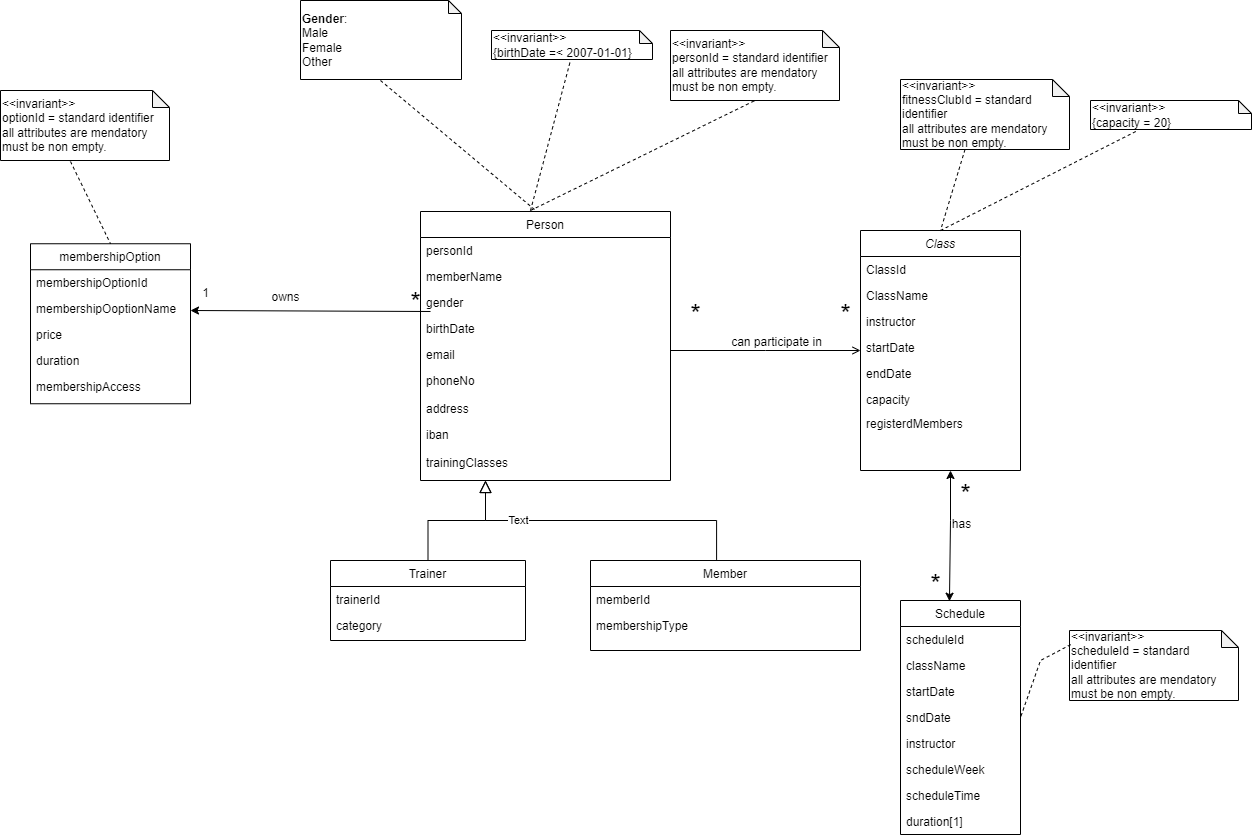 Gender:
Male
Female
Other
<<invariant>>
{birthDate =< 2007-01-01}
<<invariant>>
personId = standard identifier
all attributes are mendatory
must be non empty.
<<invariant>>
fitnessClubId = standard
identifier
all attributes are mendatory
must be non empty.
<<invariant>>
{capacity = 20}
<<invariant>>
optionId = standard identifier
all attributes are mendatory
must be non empty.
membershipOption
membershipOptionId
membershipOoptionName
price
duration
membershipAccess
1
owns
*
Person
personId
memberName
gender
birthDate
email
phoneNo
address
iban
trainingClasses
*
*
can participate in
Class
ClassId
ClassName
instructor
startDate
endDate
capacity
registerdMembers
*
has
*
Text
Trainer
trainerId
category
Member
memberId
membershipType
Schedule
scheduleId
className
startDate
sndDate
instructor
scheduleWeek
scheduleTime
duration[1]
<<invariant>>
scheduleId = standard
identifier
all attributes are mendatory
must be non empty.